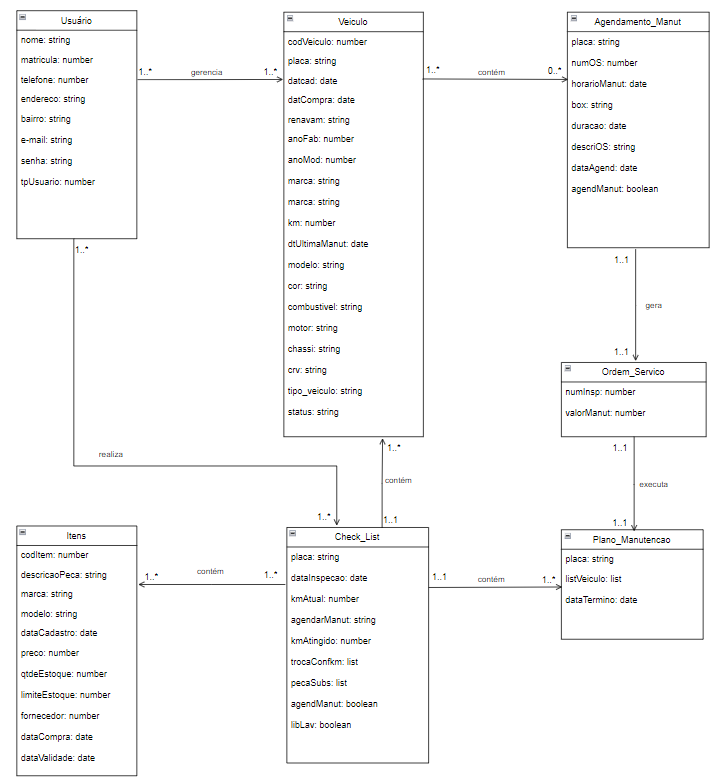 Usuário
nome: string
matricula: number
telefone: number
endereco: string
bairro: string
e-mail: string
senha: string
tpUsuario: number
1..*
gerencia
1..*
Veiculo
codVeiculo: number
placa: string
datcad: date
datCompra: date
renavam: string
anoFab: number
anoMod: number
marca: string
marca: string
km: number
dtUltimaManut: date
modelo: string
cor: string
combustivel: string
motor: string
chassi: string
crv: string
tipo_veiculo: string
status: string
1..*
contém
0..*
Agendamento_Manut
placa: string
numOS: number
horarioManut: date
box: string
duracao: date
descriOS: string
dataAgend: date
agendManut: boolean
1..1
gera
1..1
Ordem_Servico
numInsp: number
valorManut: number
1..1
executa
1..1
Plano_Manutencao
placa: string
listVeiculo: list
dataTermino: date
1..*
realiza
1..*
1..*
contém
1..1
Check_List
placa: string
dataInspecao: date
kmAtual: number
agendarManut: string
kmAtingido: number
trocaConfkm: list
pecaSubs: list
agendManut: boolean
libLav: boolean
1..1
contém
1..*
1..*
contém
1..*
Itens
codItem: number
descricaoPeca: string
marca: string
modelo: string
dataCadastro: date
preco: number
qtdeEstoque: number
limiteEstoque: number
fornecedor: number
dataCompra: date
dataValidade: date